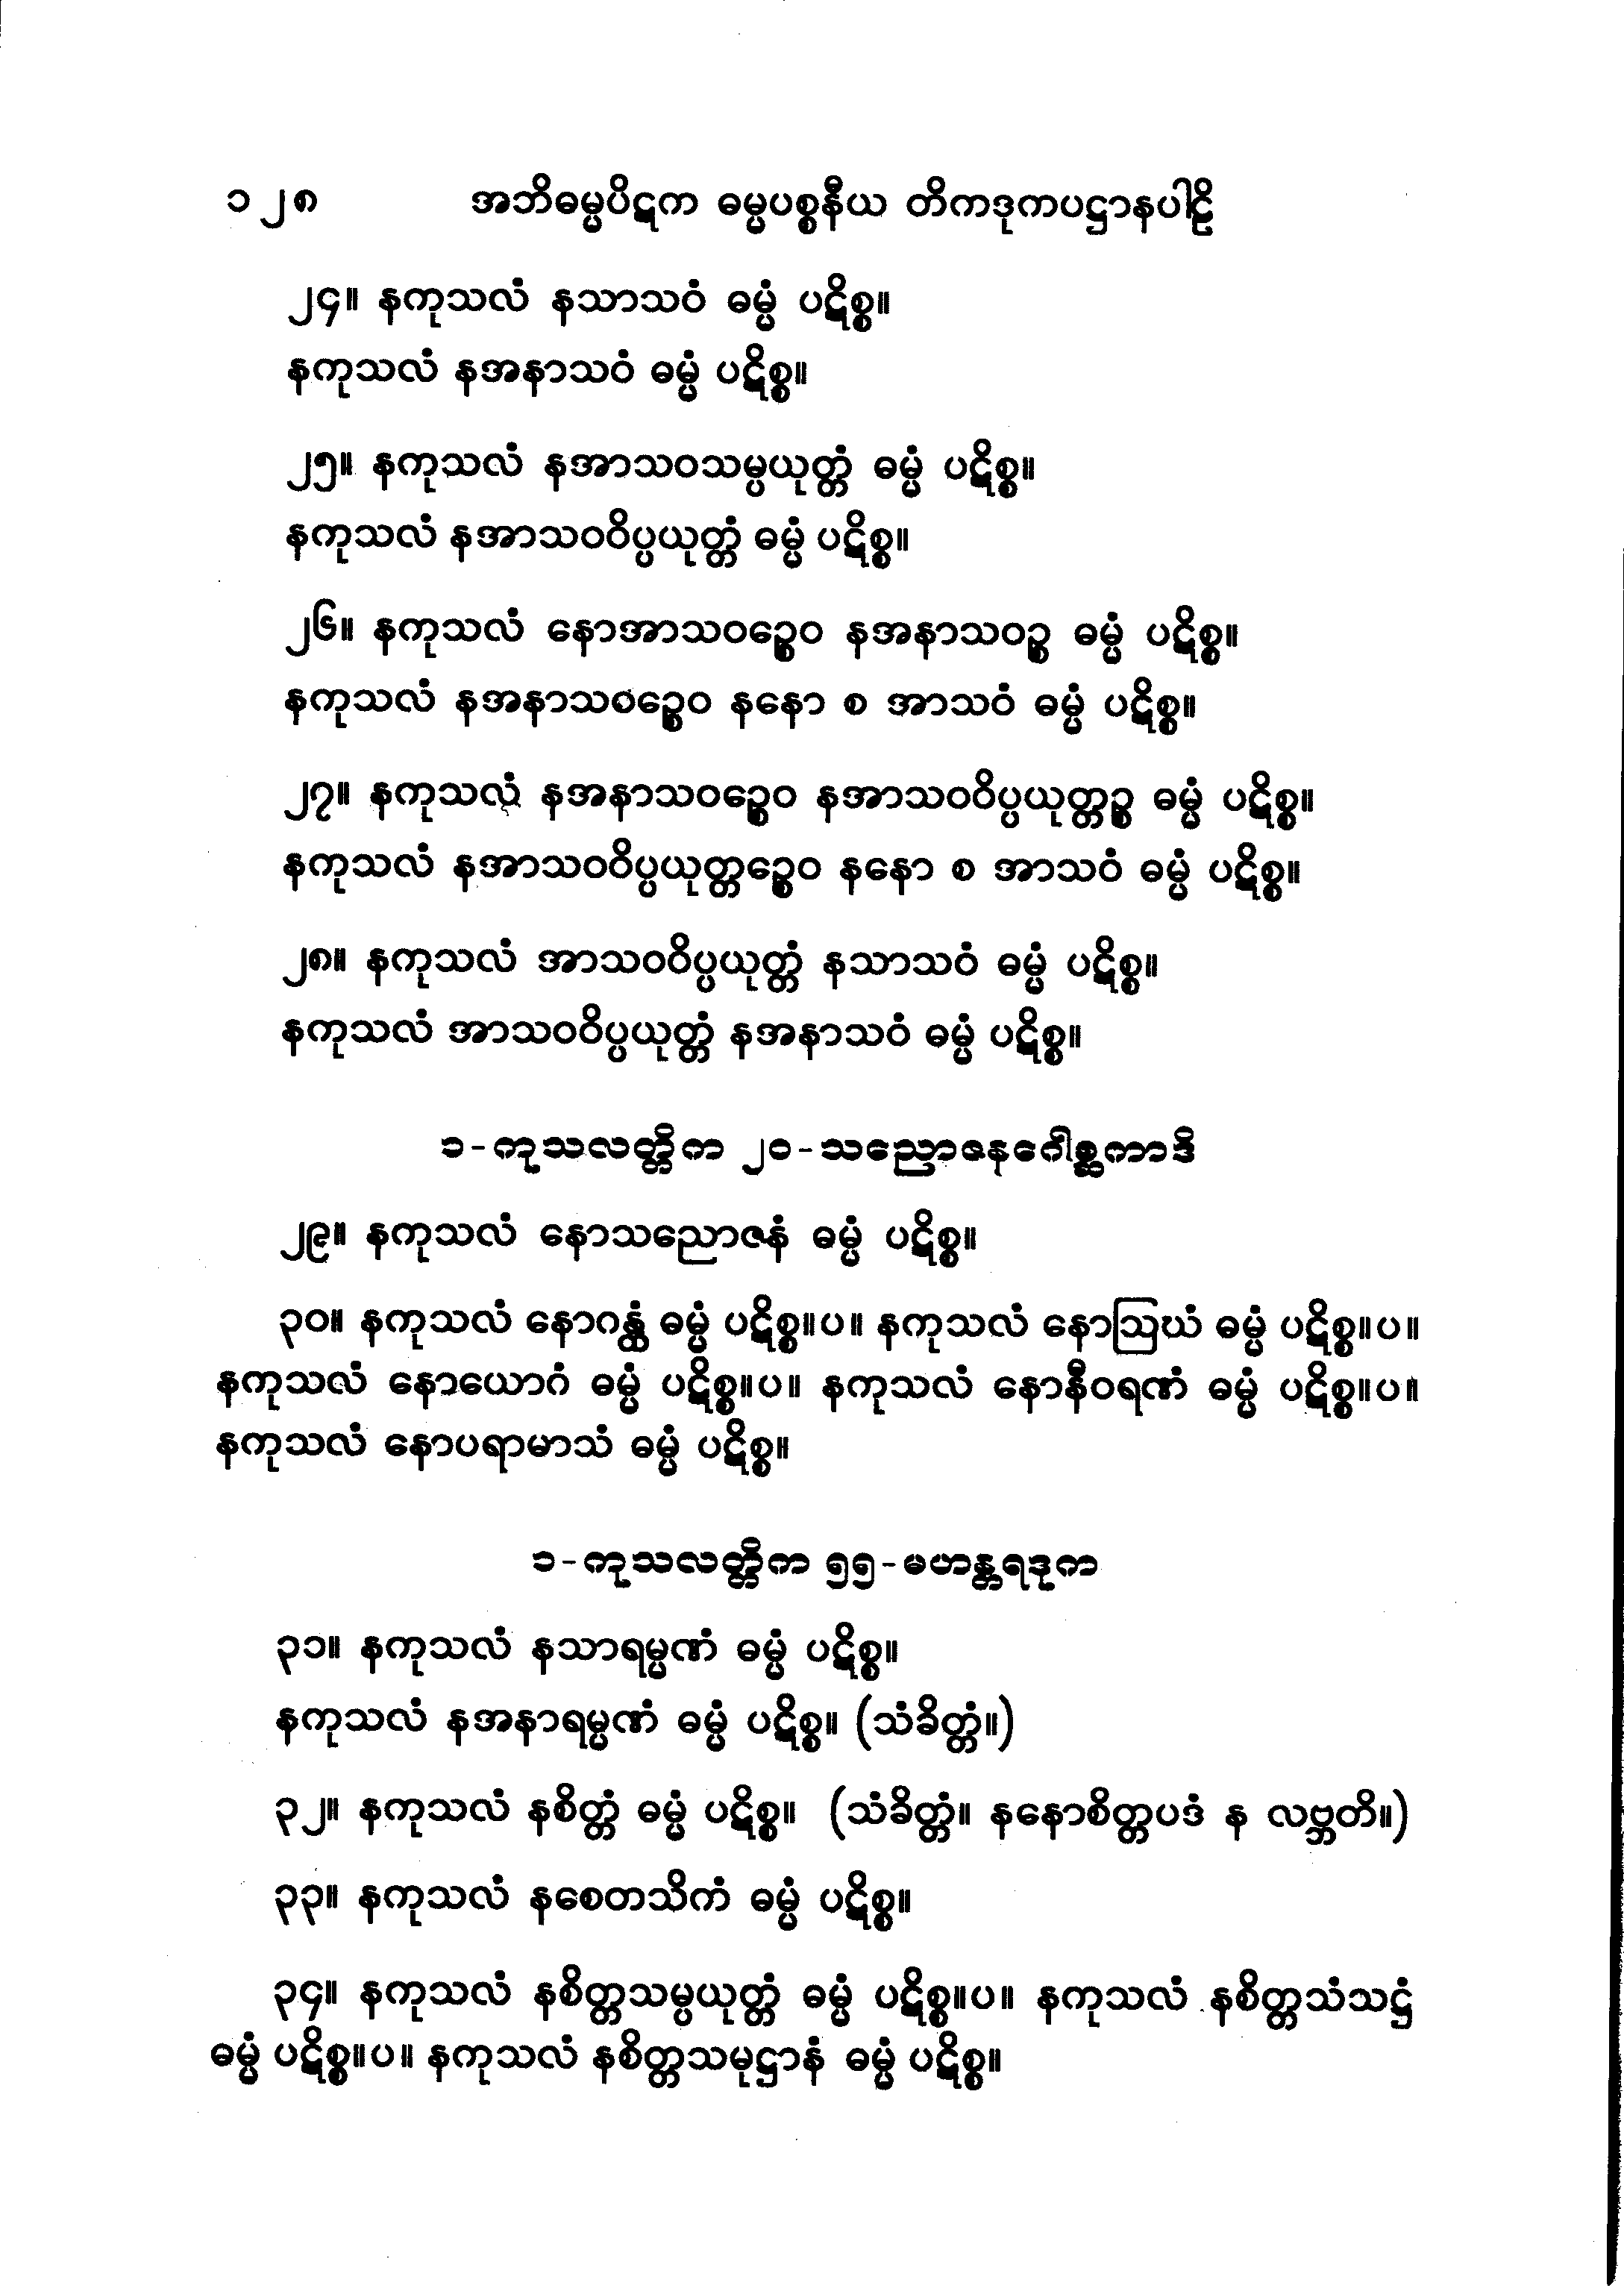 ၁၂၈ အဘိဓမ္မပိဋက ဓမ္မပစ္စနီယ တိကဒုကပဋ္ဌာနပါဠိ
၂၄။ နကုသလံ နသာသဝံ ဓမ္မံ ပဋိစ္စ။
နကုသလံ နအနာသဝံ ဓမ္မံ ပဋိစ္စ။
၂၅။ နကုသလံ နအာသဝသမ္ပယုတ္တံ ဓမ္မံ ပဋိစ္စ။
နကုသလံ နအာသဝဝိပ္ပယုတ္တံ ဓမ္မံ ပဋိစ္စ။
၂၆။ နကုသလံ နောအာသဝဉ္စေဝ နအနာသဝဉ္စ ဓမ္မံ ပဋိစ္စ။
နကုသလံ နအနာသဝဉ္စေဝ နနော စ အာသဝံ ဓမ္မံ ပဋိစ္စ။
၂၇။ နကုသလံ နအနာသဝဉ္စေဝ နအာသဝဝိပ္ပယုတ္တဉ္စ ဓမ္မံ ပဋိစ္စ။
နကုသလံ နအာသဝဝိပ္ပယုတ္တဉ္စေဝ နနော စ အာသဝံ ဓမ္မံ ပဋိစ္စ။
၂၈။ နကုသလံ အာသဝဝိပ္ပယုတ္တံ နသာသဝံ ဓမ္မံ ပဋိစ္စ။
နကုသလံ အာသဝဝိပ္ပယုတ္တံ နအနာသဝံ ဓမ္မံ ပဋိစ္စ။
၁-ကုသလတ္တိက ၂၀-သညောဇနဂေါစ္ဆကာဒိ
၂၉။ နကုသလံ နောသညောဇနံ ဓမ္မံ ပဋိစ္စ။
၃၀။ နကုသလံ နောဂန္ထံ ဓမ္မံ ပဋိစ္စ။ပ။ နကုသလံ နောဩဃံ ဓမ္မံ ပဋိစ္စ။ပ။
နကုသလံ နောယောဂံ ဓမ္မံ ပဋိစ္စ။ပ။ နကုသလံ နောနီဝရဏံ ဓမ္မံ ပဋိစ္စ။ပ။
နကုသလံ နောပရာမာသံ ဓမ္မံ ပဋိစ္စ။
၁-ကုသလတ္တိက ၅၅-မဟန္တရဒုက
၃၁။ နကုသလံ နသာရမ္မဏံ ဓမ္မံ ပဋိစ္စ။
နကုသလံ နအနာရမ္မဏံ ဓမ္မံ ပဋိစ္စ။ (သံခိတ္တံ။)
၃၂။ နကုသလံ နစိတ္တံ ဓမ္မံ ပဋိစ္စ။ (သံခိတ္တံ။ နနောစိတ္တပဒံ န လဗ္ဘတိ။)
၃၃။ နကုသလံ နစေတသိကံ ဓမ္မံ ပဋိစ္စ။
၃၄။ နကုသလံ နစိတ္တသမ္ပယုတ္တံ ဓမ္မံ ပဋိစ္စ။ပ။ နကုသလံ နစိတ္တသံသဋ္ဌံ
ဓမ္မံ ပဋိစ္စ။ပ။ နကုသလံ နစိတ္တသမုဋ္ဌာနံ ဓမ္မံ ပဋိစ္စ။